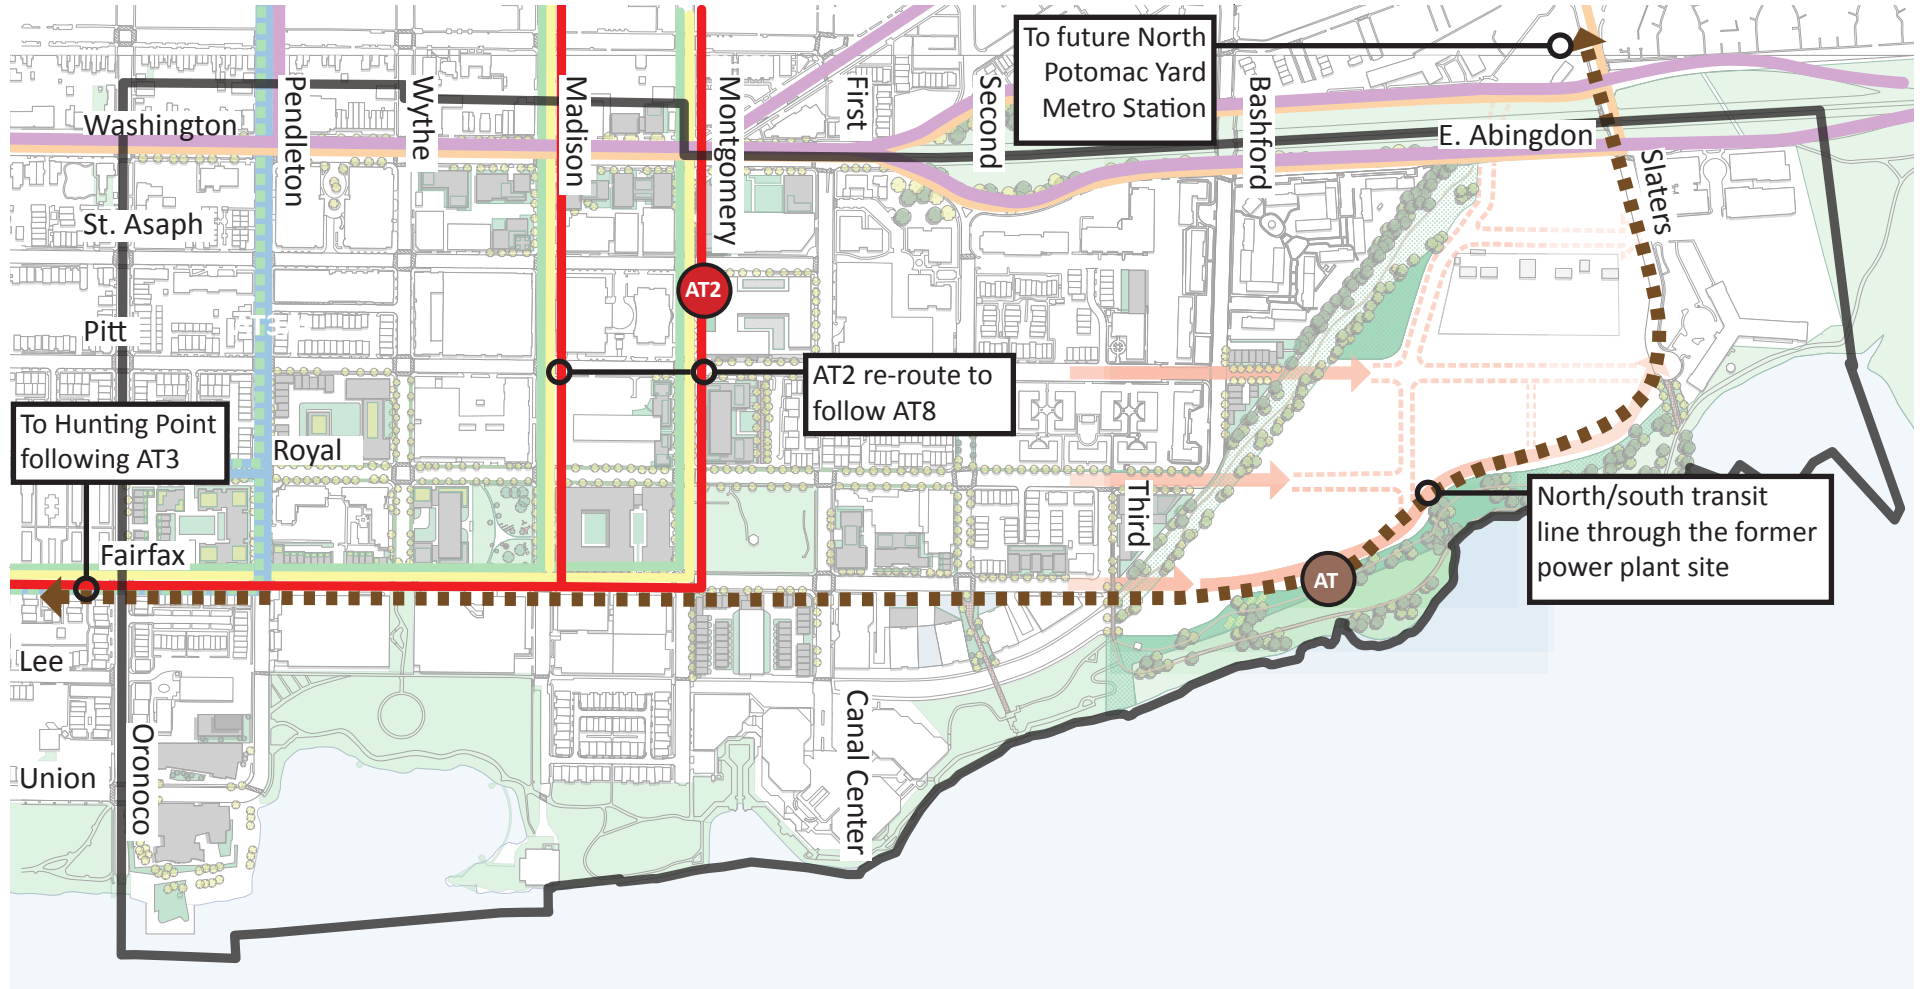 To future North
Potomac Yard
Metro Station
Pendleton
Wythe
Madison
Montgomery
First
Second
Bashford
Washington
E. Abingdon
Slaters
St. Asaph
AT2
Pitt
AT2 re-route to
follow AT8
To Hunting Point
following AT3
Royal
Third
North/south transit
line through the former
power plant site
Fairfax
AT
Lee
Canal Center
Oronoco
Union